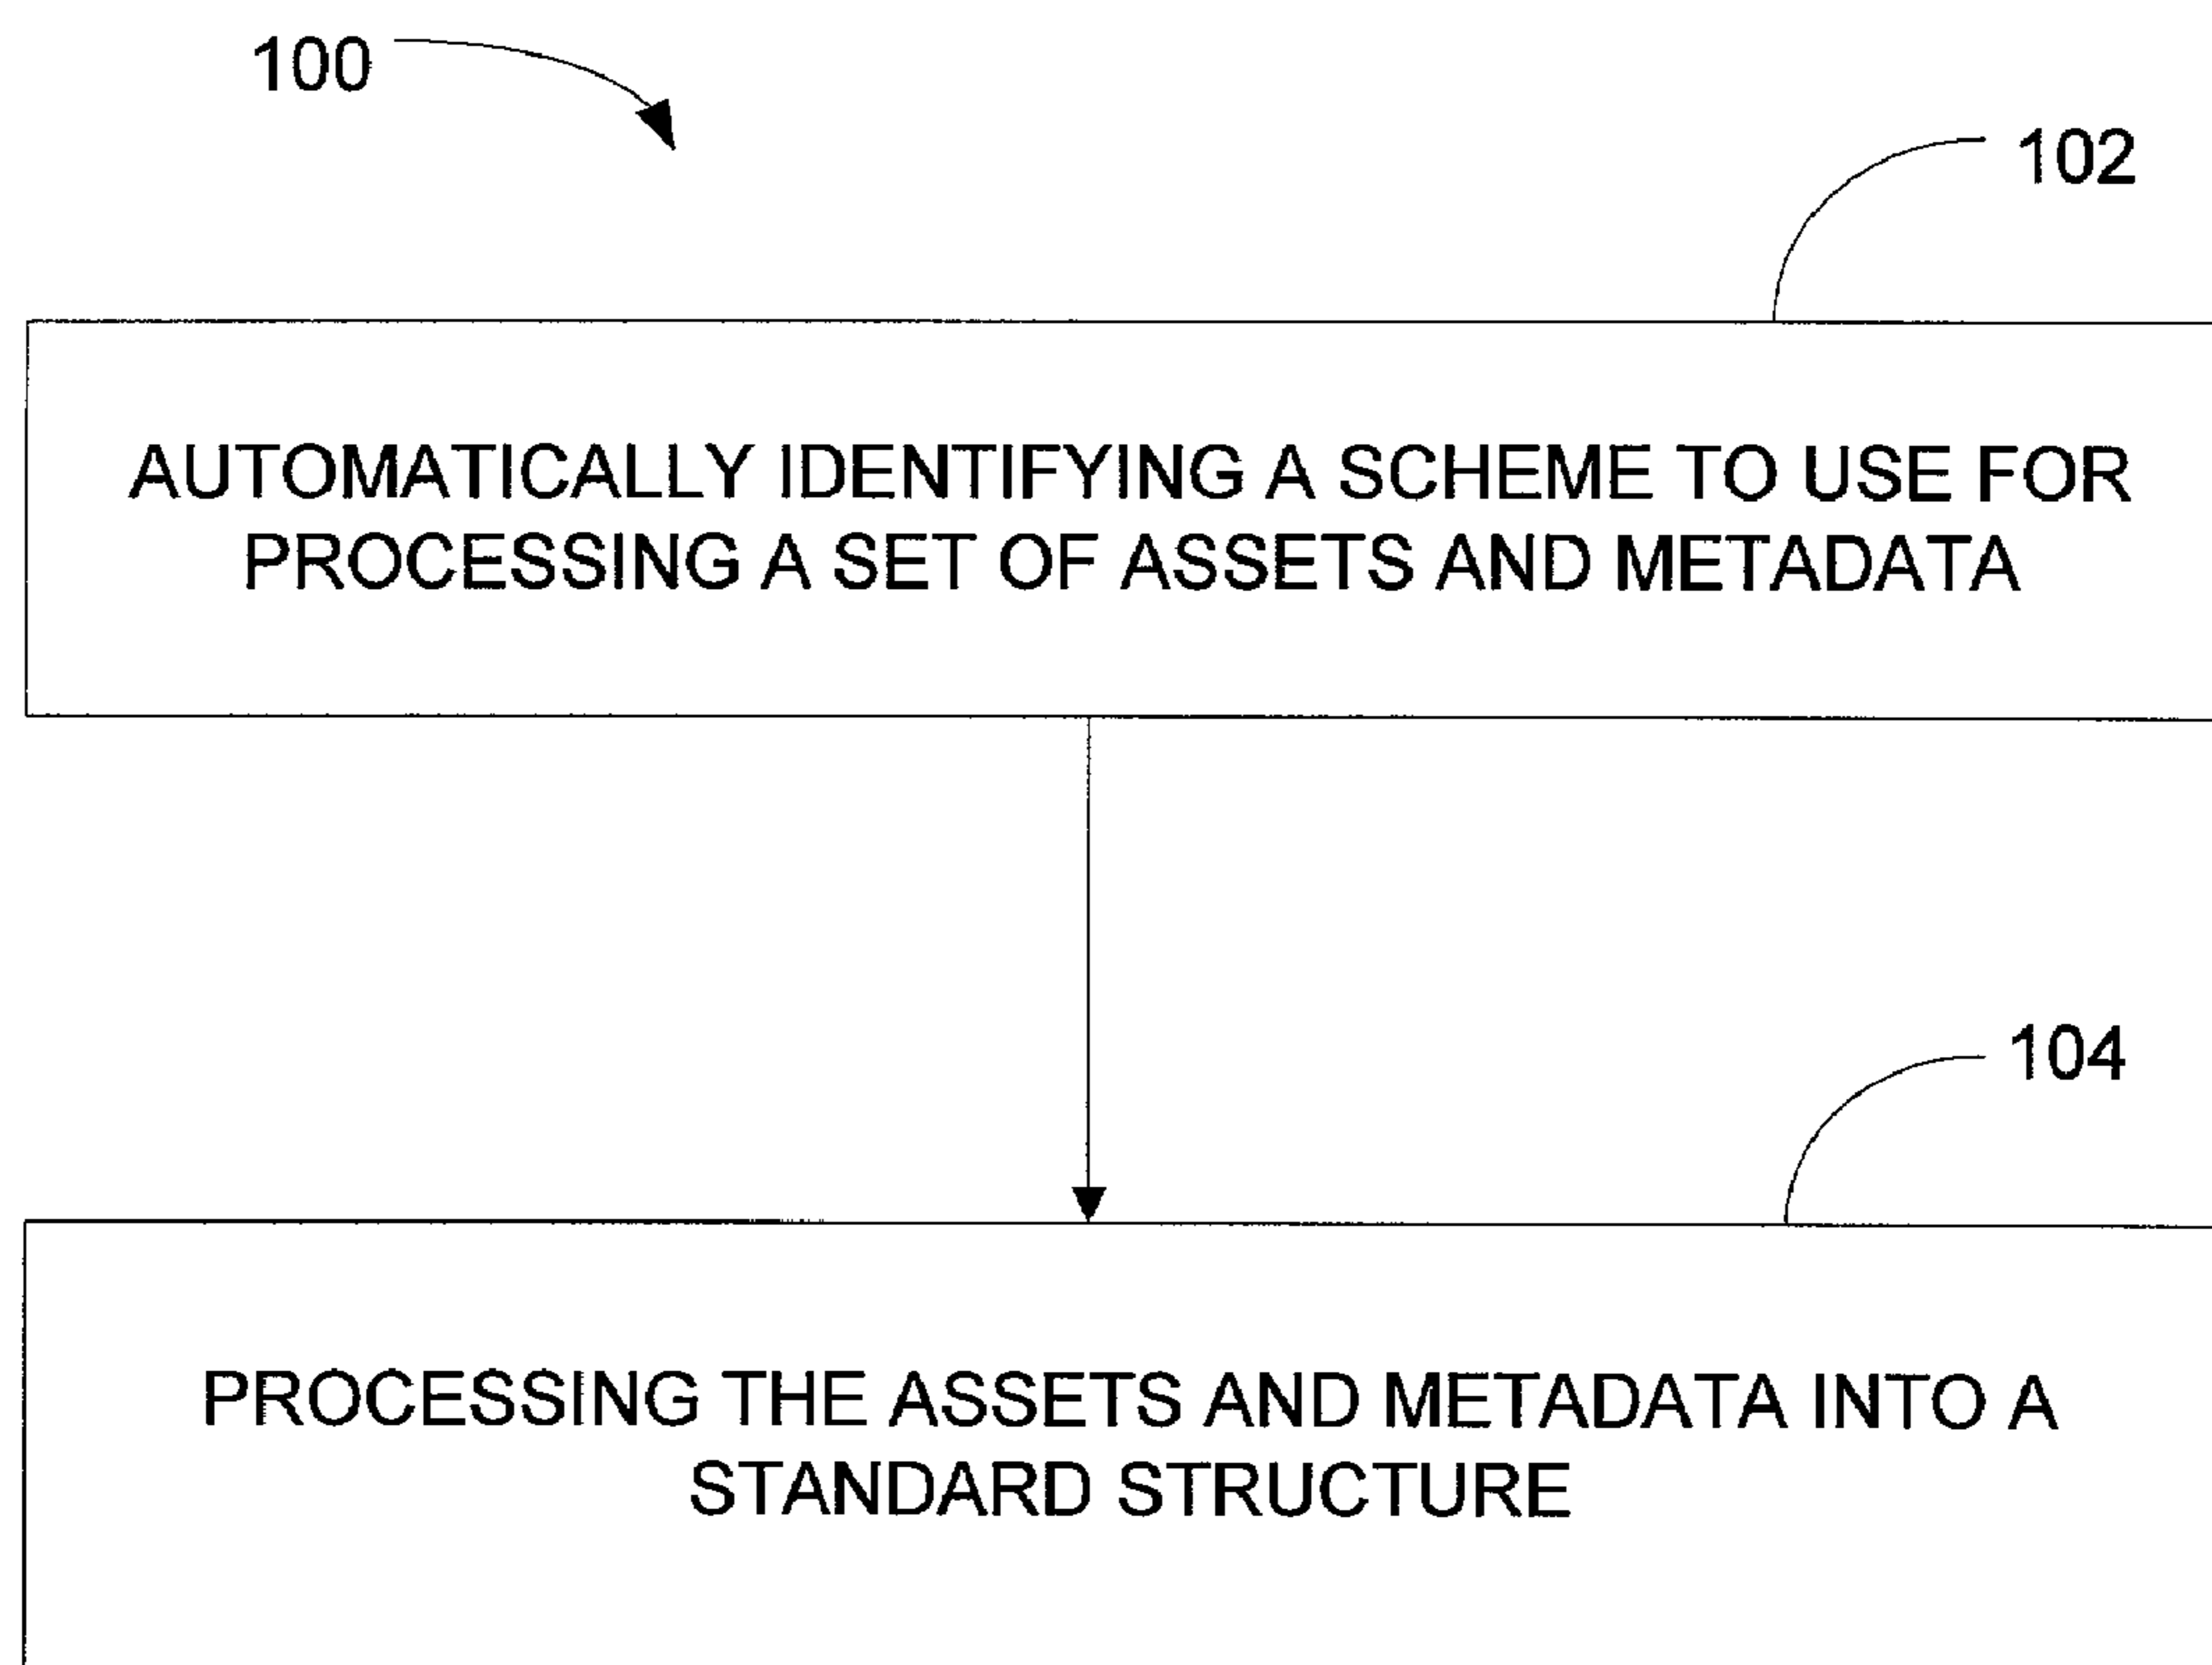 100
102
AUTOMATICALLY IDENTIFYING A SCHEME TO USE FOR
PROCESSING A SET OF ASSETS AND METADATA
104
PROCESSING THE ASSETS AND METADATA INTO A
STANDARD STRUCTURE